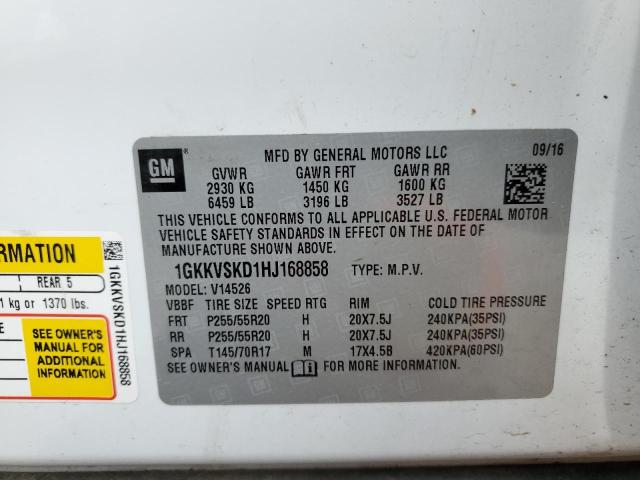 GM
MFD BY GENERAL MOTORS LLC
09/16
GVWR GAWR FRT GAWR RR
2930 KG 1450 KG 1600 KG
6459 LB 3196 LB 3527 LB
THIS VEHICLE CONFORMS TO ALL APPLICABLE U.S. FEDERAL MOTOR
VEHICLE SAFETY STANDARDS IN EFFECT ON THE DATE OF
MANUFACTURE SHOWN ABOVE.
1GKKVSKD1HJ168858 TYPE: M.P.V.
MODEL: V14526
VBBF TIRE SIZE SPEED RTG RIM COLD TIRE PRESSURE
FRT P255/55R20 H 20X7.5J 240KPA(35PSI)
RR P255/55R20 H 20X7.5J 240KPA(35PSI)
SPA T145/70R17 M 17X4.5B 420KPA(60PSI)
SEE OWNER'S MANUAL FOR MORE INFORMATION.
ORMATION
REAR 5
1 kg or 1370 lbs.
SEE OWNER'S
MANUAL FOR
ADDITIONAL
INFORMATION
1GKKVSKD1HJ168858